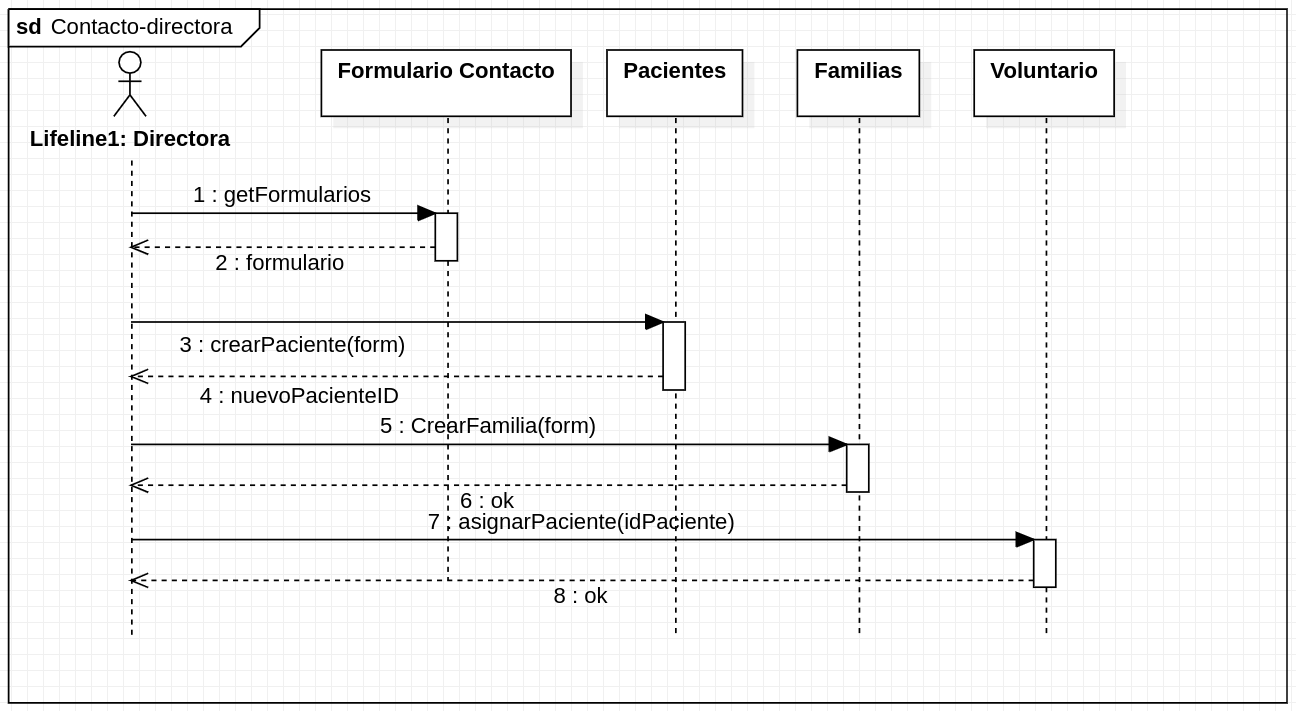 sd Contacto-directora
Formulario Contacto
Pacientes
Familias
Voluntario
Lifeline1: Directora
1 : getFormularios
2 : formulario
3 : crearPaciente(form)
4 : nuevoPacienteID
5 : CrearFamilia(form)
6 : ok
7 : asignarPaciente(idPaciente)
8 : ok